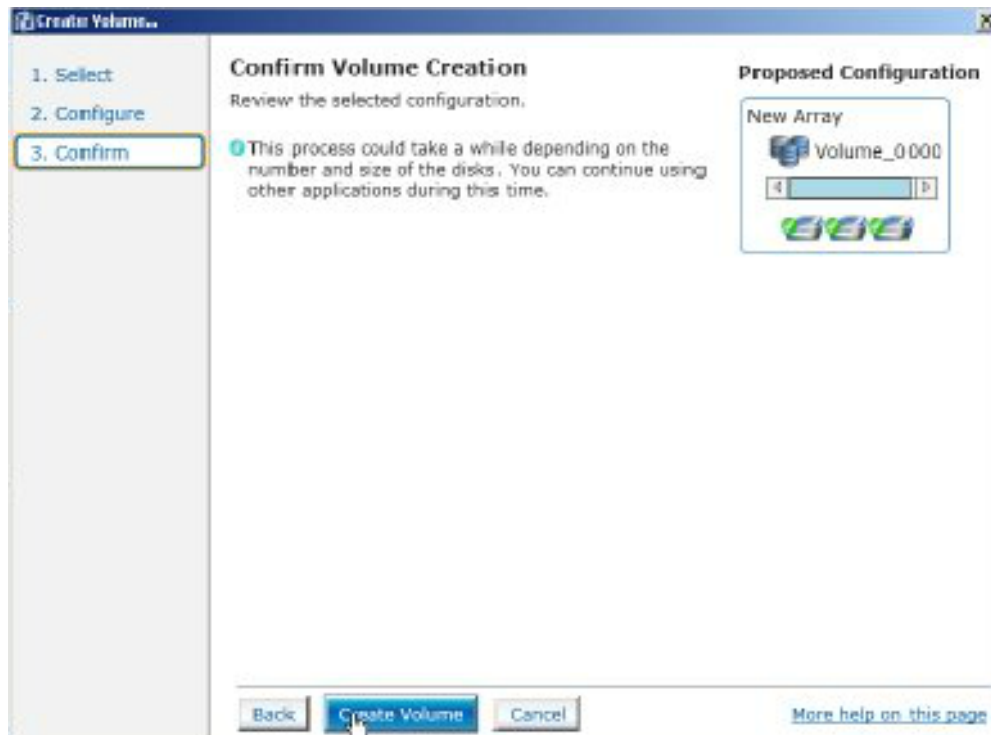 Create Volume...
1. Select
2. Configure
3. Confirm
Confirm Volume Creation
Review the selected configuration.
This process could take a while depending on the
number and size of the disks. You can continue using
other applications during this time.
Proposed Configuration
New Array
Volume_0000
Back
Create Volume
Cancel
More help on this page